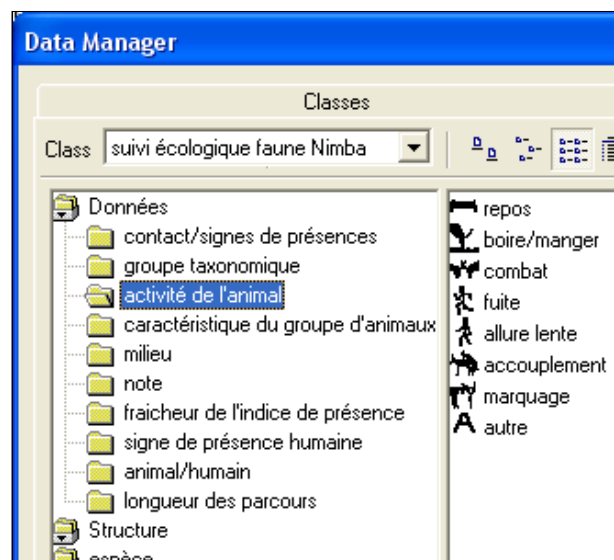 Data Manager
Classes
Class suivi écologique faune Nimba
Données
contact/signes de présences
groupe taxonomique
activité de l'animal
caractéristique du groupe d'animaux
milieu
note
fraicheur de l'indice de présence
signe de présence humaine
animal/humain
longueur des parcours
Structure
espèce
repos
boire/manger
combat
fuite
allure lente
accouplement
marquage
autre